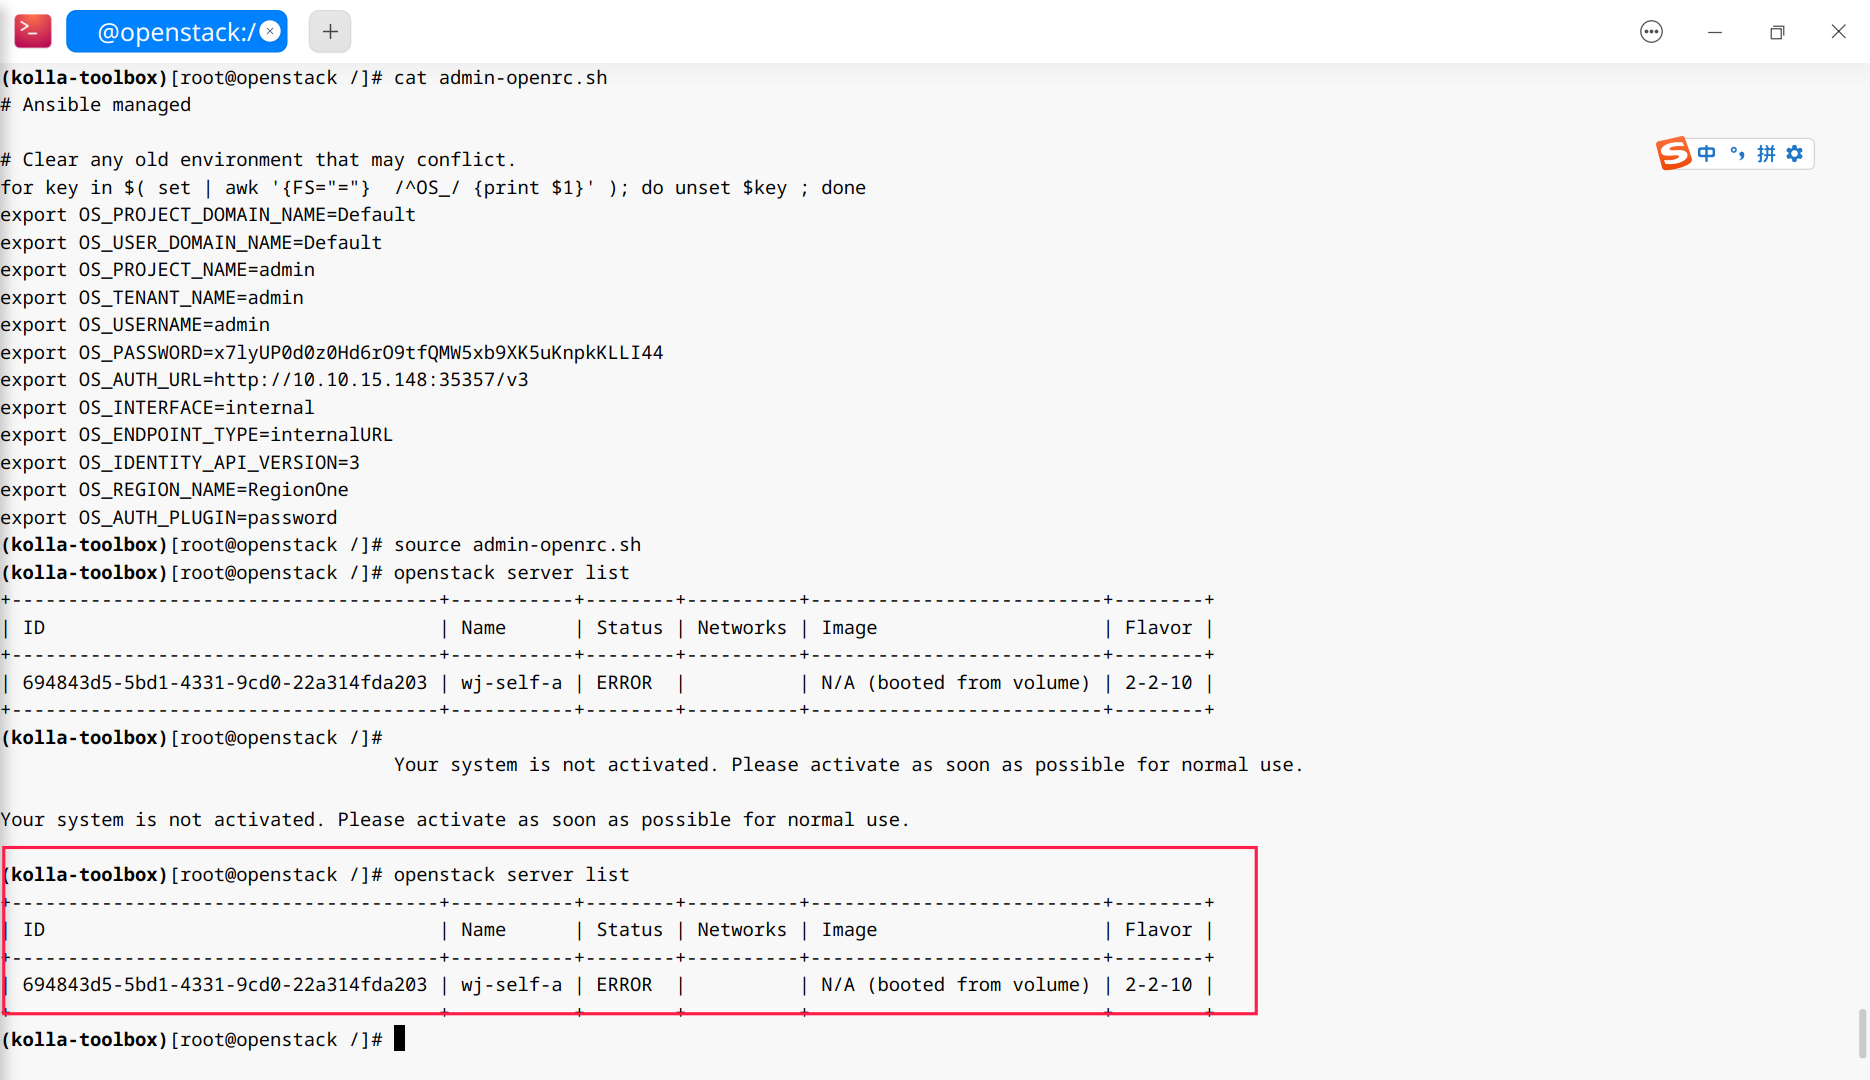 @openstack:/
(kolla-toolbox)[root@openstack /]# cat admin-openrc.sh
# Ansible managed
# Clear any old environment that may conflict.
for key in $( set | awk '{FS="="}  /^OS_/ {print $1}' ); do unset $key ; done
export OS_PROJECT_DOMAIN_NAME=Default
export OS_USER_DOMAIN_NAME=Default
export OS_PROJECT_NAME=admin
export OS_TENANT_NAME=admin
export OS_USERNAME=admin
export OS_PASSWORD=x7lyUP0d0z0Hd6rO9tfQMW5xb9XK5uKnpkKLLI44
export OS_AUTH_URL=http://10.10.15.148:35357/v3
export OS_INTERFACE=internal
export OS_ENDPOINT_TYPE=internalURL
export OS_IDENTITY_API_VERSION=3
export OS_REGION_NAME=RegionOne
export OS_AUTH_PLUGIN=password
(kolla-toolbox)[root@openstack /]# source admin-openrc.sh
(kolla-toolbox)[root@openstack /]# openstack server list
+--------------------------------------+-----------+--------+----------+--------------------------+--------+
| ID                                   | Name      | Status | Networks | Image                    | Flavor |
+--------------------------------------+-----------+--------+----------+--------------------------+--------+
| 694843d5-5bd1-4331-9cd0-22a314fda203 | wj-self-a | ERROR  |          | N/A (booted from volume) | 2-2-10 |
+--------------------------------------+-----------+--------+----------+--------------------------+--------+
(kolla-toolbox)[root@openstack /]#
Your system is not activated. Please activate as soon as possible for normal use.
Your system is not activated. Please activate as soon as possible for normal use.
(kolla-toolbox)[root@openstack /]# openstack server list
+--------------------------------------+-----------+--------+----------+--------------------------+--------+
| ID                                   | Name      | Status | Networks | Image                    | Flavor |
+--------------------------------------+-----------+--------+----------+--------------------------+--------+
| 694843d5-5bd1-4331-9cd0-22a314fda203 | wj-self-a | ERROR  |          | N/A (booted from volume) | 2-2-10 |
+--------------------------------------+-----------+--------+----------+--------------------------+--------+
(kolla-toolbox)[root@openstack /]#
中 °, 拼